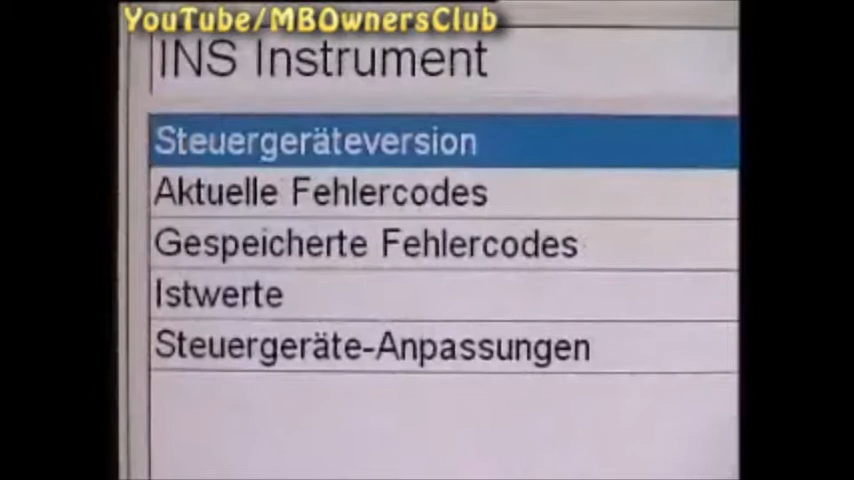 YouTube/MBOwnersClub
INS Instrument
Steuergeräteversion
Aktuelle Fehlercodes
Gespeicherte Fehlercodes
Istwerte
Steuergeräte-Anpassungen